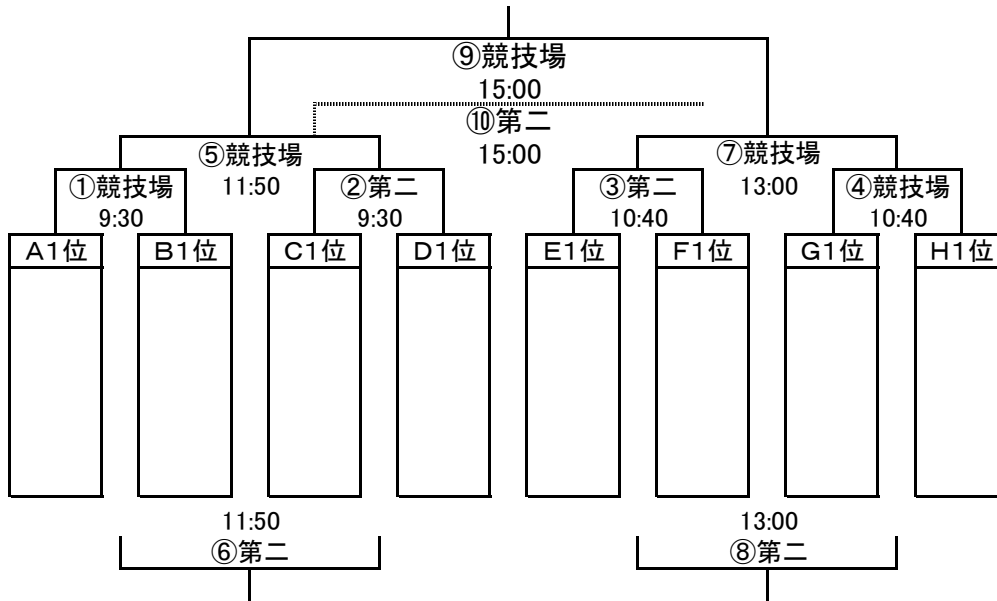 ⑨競技場
15:00
⑩第二
15:00
⑤競技場
11:50
⑦競技場
13:00
①競技場
9:30
②第二
9:30
③第二
10:40
④競技場
10:40
A1位 B1位 C1位 D1位 E1位 F1位 G1位 H1位
11:50
⑥第二
13:00
⑧第二